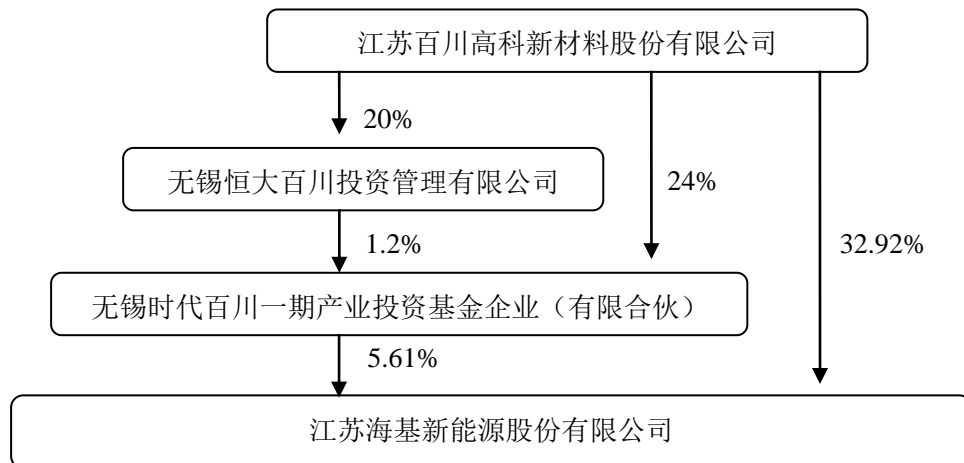 江苏百川高科新材料股份有限公司
20%
无锡恒大百川投资管理有限公司
24%
1.2%
32.92%
无锡时代百川一期产业投资基金企业（有限合伙）
5.61%
江苏海基新能源股份有限公司